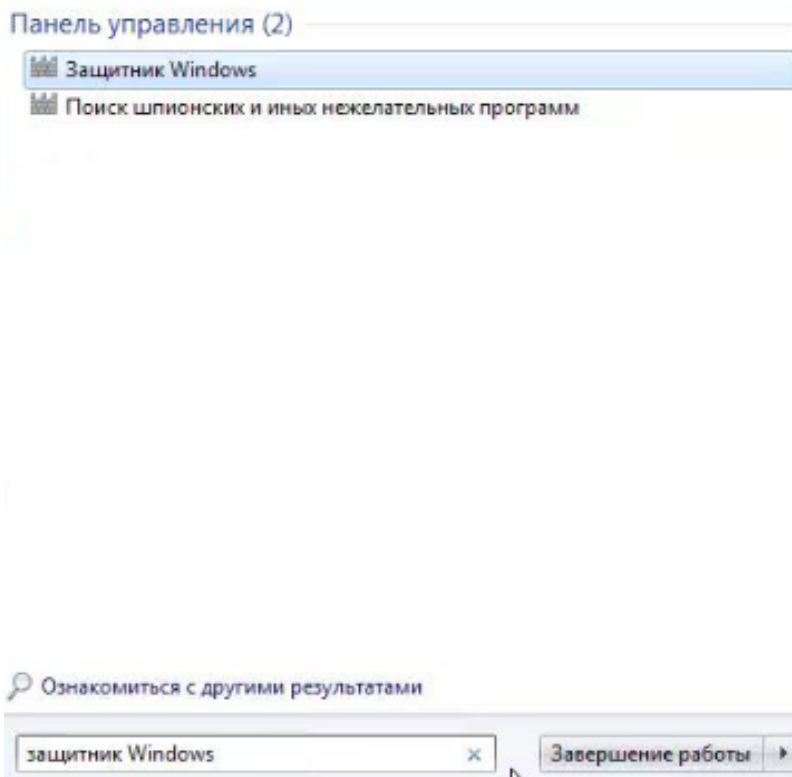 Панель управления (2)
Защитник Windows
Поиск шпионских и иных нежелательных программ
Ознакомиться с другими результатами
защитник Windows
Завершение работы